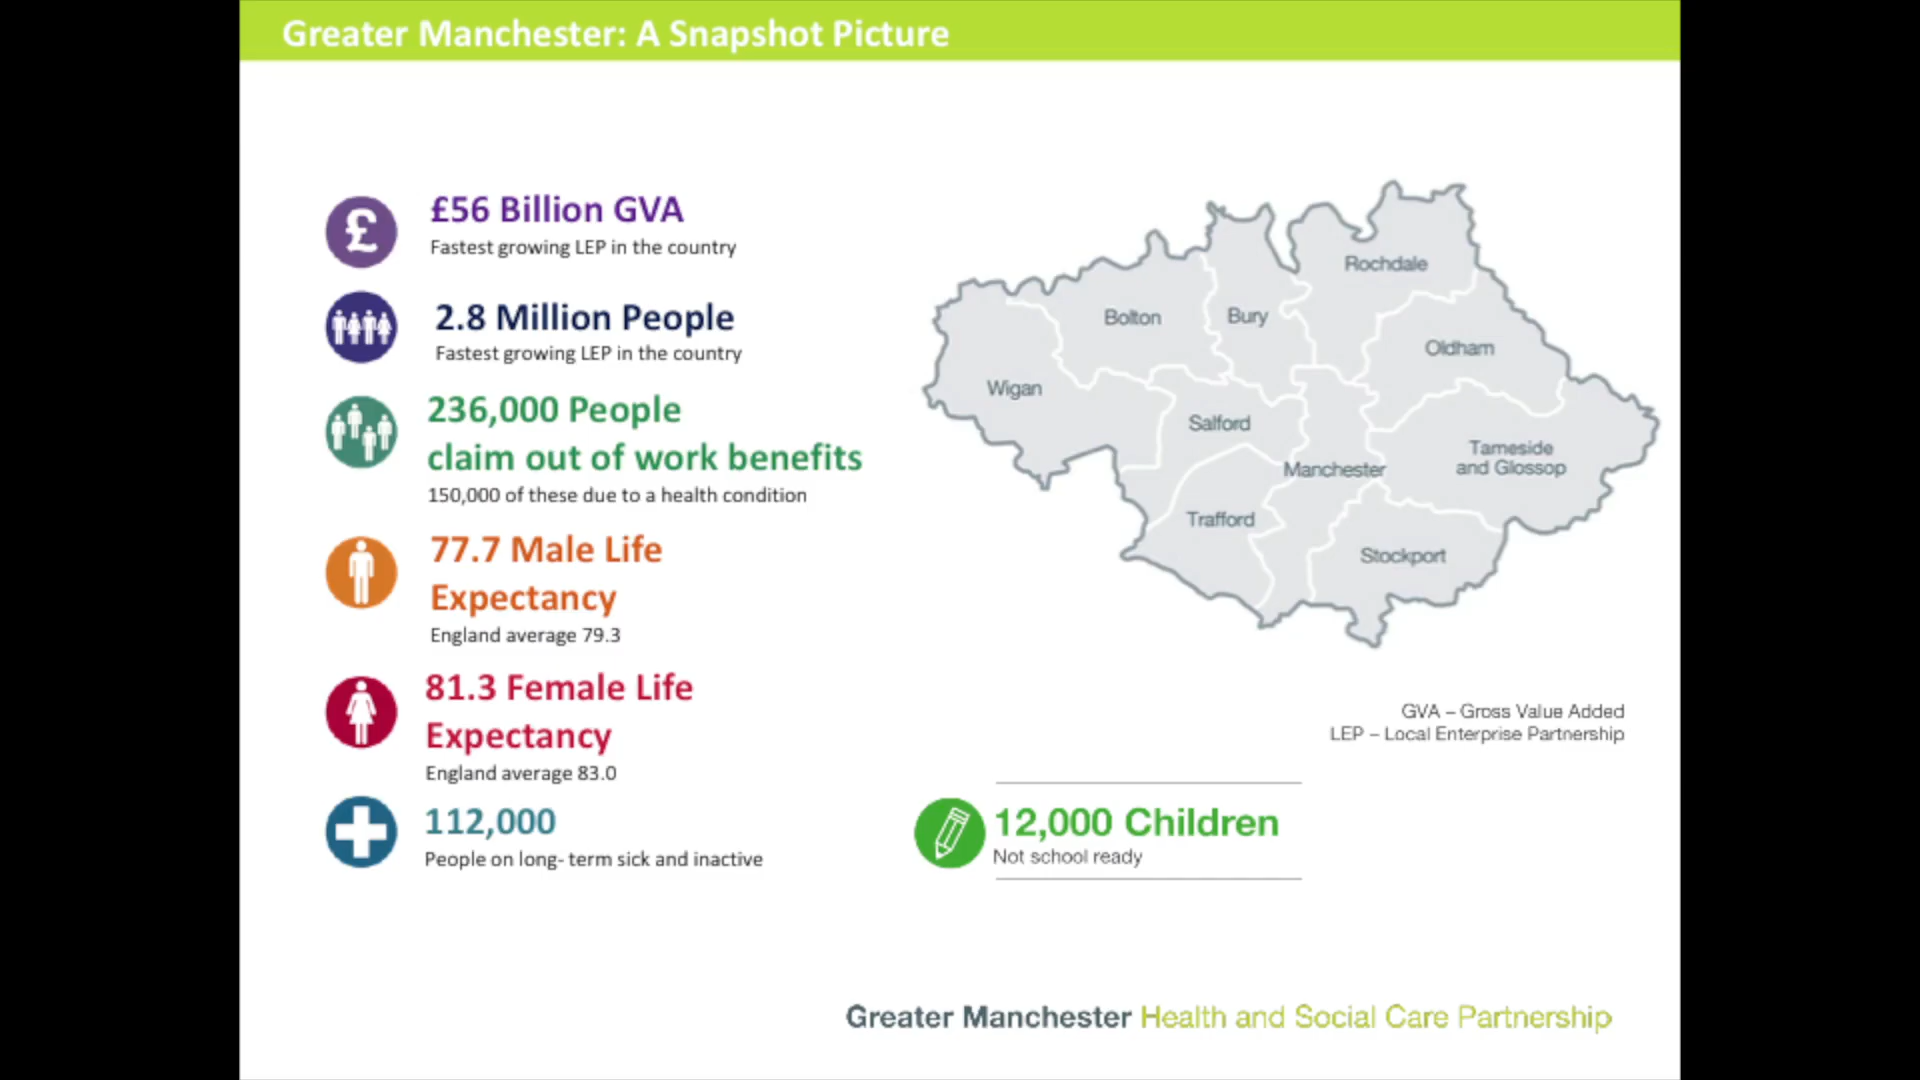 Greater Manchester: A Snapshot Picture
£56 Billion GVA
Fastest growing LEP in the country
2.8 Million People
Fastest growing LEP in the country
236,000 People
claim out of work benefits
150,000 of these due to a health condition
77.7 Male Life
Expectancy
England average 79.3
81.3 Female Life
Expectancy
England average 83.0
112,000
People on long- term sick and inactive
Rochdale
Bolton
Bury
Oldham
Wigan
Salford
Tameside
and Glossop
Manchester
Trafford
Stockport
GVA – Gross Value Added
LEP – Local Enterprise Partnership
12,000 Children
Not school ready
Greater Manchester Health and Social Care Partnership